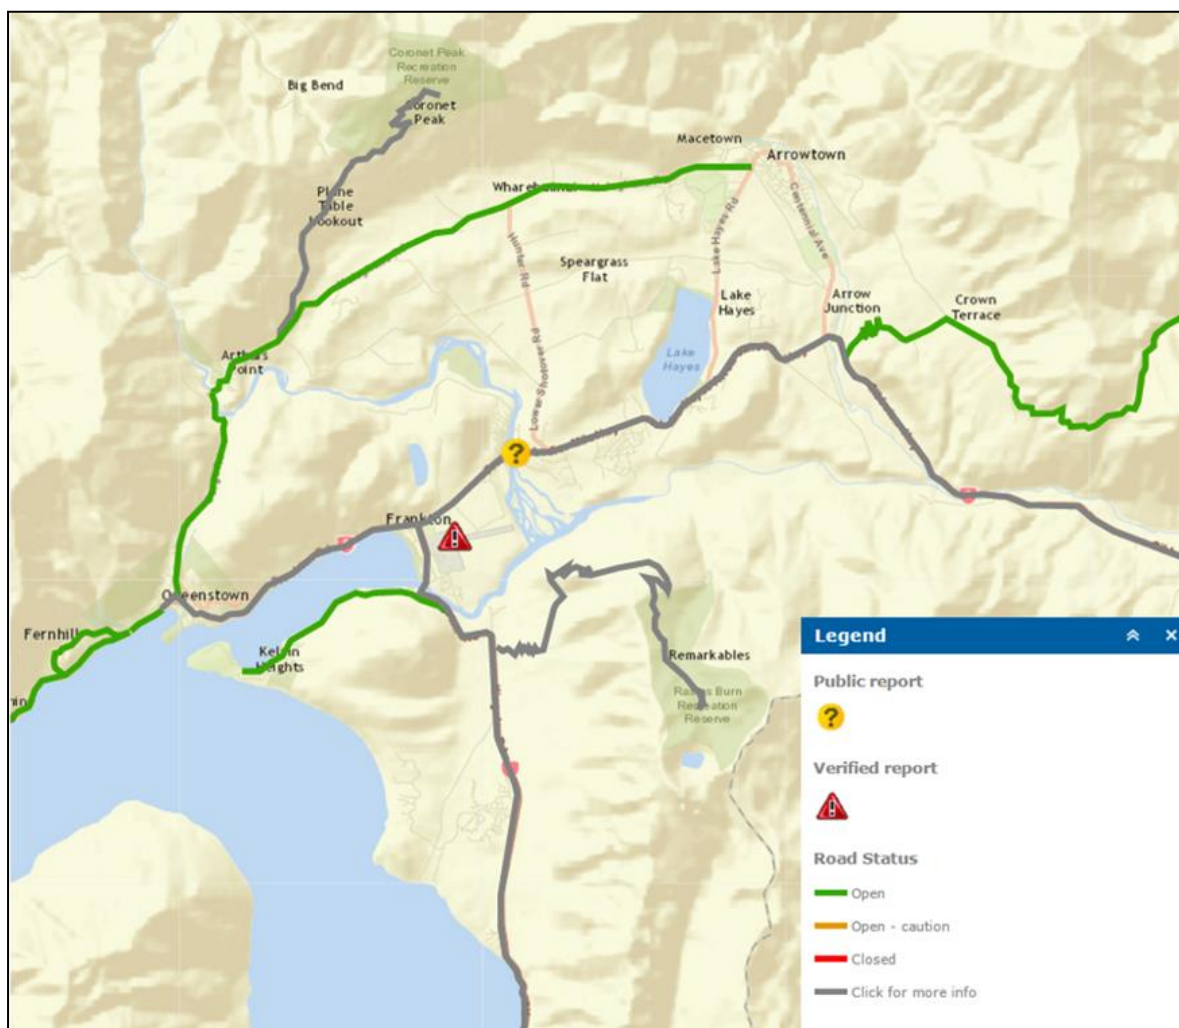 Coronet Peak
Recreation
Reserve
Big Bend
Coronet
Peak
Macetown
Arrowtown
Plane
Table
Lookout
Lake Hayes Rd
Centennial Ave
Hunter Rd
Speargrass
Flat
Lake
Hayes
Arrow
Junction
Crown
Terrace
Lake
Hayes
Arthurs
Point
Lower Shotover Rd
?
Frankton
Queenstown
Fernhill
Kelvin
Heights
Remarkables
Rastus Burn
Recreation
Reserve
Legend
Public report
?
Verified report
!
Road Status
Open
Open - caution
Closed
Click for more info